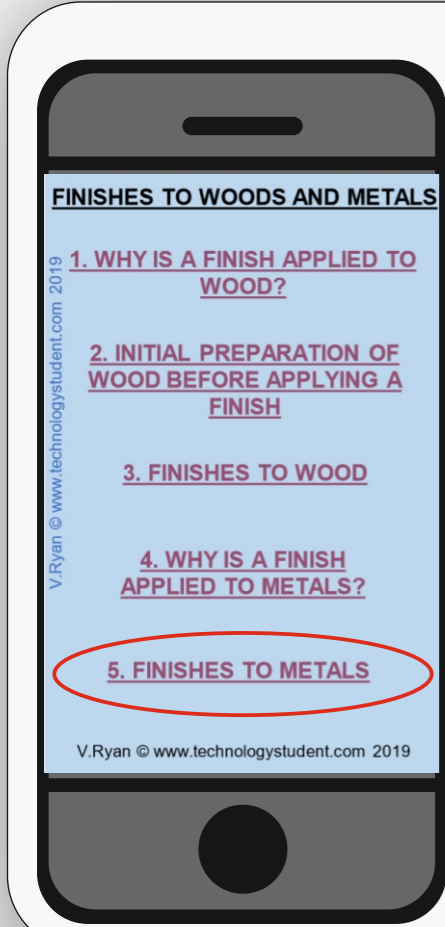 FINISHES TO WOODS AND METALS
1. WHY IS A FINISH APPLIED TO
WOOD?
2. INITIAL PREPARATION OF
WOOD BEFORE APPLYING A
FINISH
3. FINISHES TO WOOD
4. WHY IS A FINISH
APPLIED TO METALS?
5. FINISHES TO METALS
V.Ryan © www.technologystudent.com 2019
V.Ryan © www.technologystudent.com 2019